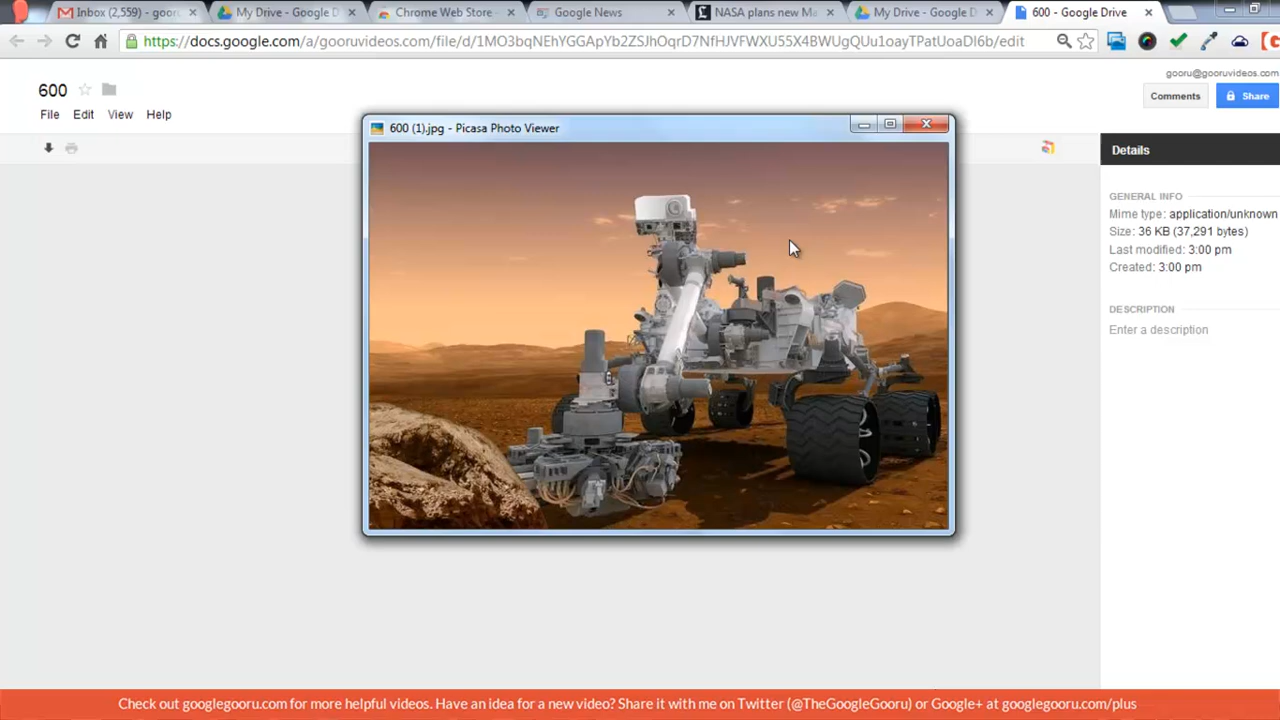 Inbox (2,559) - gooru
My Drive - Google D
Chrome Web Store -
Google News
NASA plans new Ma
My Drive - Google D
600 - Google Drive
https://docs.google.com/a/gooruvideos.com/file/d/1MO3bqNEhYGGApYb2ZSJhOqrD7NfHJVFWXU55X4BWUgQUu1oayTPatUoaDI6b/edit
gooru@gooruvideos.com
600
Comments
Share
File Edit View Help
600 (1).jpg - Picasa Photo Viewer
Details
GENERAL INFO
Mime type: application/unknown
Size: 36 KB (37,291 bytes)
Last modified: 3:00 pm
Created: 3:00 pm
DESCRIPTION
Enter a description
Check out googlegooru.com for more helpful videos. Have an idea for a new video? Share it with me on Twitter (@TheGoogleGooru) or Google+ at googlegooru.com/plus